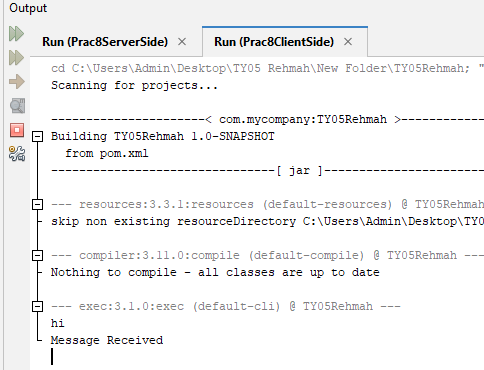 Output
Run (Prac8ServerSide) × Run (Prac8ClientSide) ×
cd C:\Users\Admin\Desktop\TY05 Rehmah\New Folder\TY05Rehmah; "
Scanning for projects...
----------------------< com.mycompany:TY05Rehmah >------------
Building TY05Rehmah 1.0-SNAPSHOT
from pom.xml
--------------------------------[ jar ]-----------------------
--- resources:3.3.1:resources (default-resources) @ TY05Rehmah
skip non existing resourceDirectory C:\Users\Admin\Desktop\TY0
--- compiler:3.11.0:compile (default-compile) @ TY05Rehmah ---
Nothing to compile - all classes are up to date
--- exec:3.1.0:exec (default-cli) @ TY05Rehmah ---
hi
Message Received